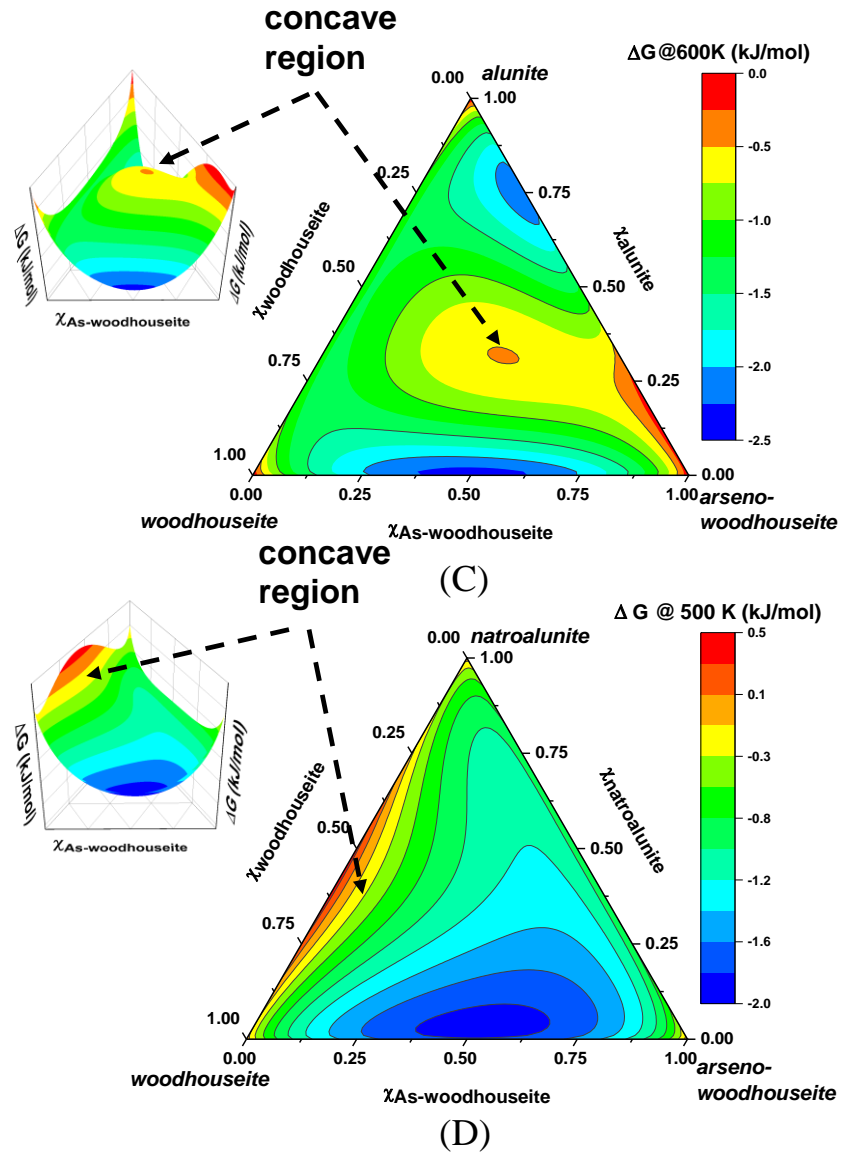 concave
region
ΔG @600K (kJ/mol)
0.00 alunite
1.00
0.0
-0.5
-1.0
-1.5
-2.0
-2.5
0.25
0.75
χwoodhouseite
χalunite
0.50
0.50
0.75
0.25
1.00
0.00
0.00
0.25
0.50
0.75
1.00
woodhouseite
χAs-woodhouseite
arseno-
woodhouseite
ΔG (kJ/mol)
ΔG (kJ/mol)
χAs-woodhouseite
(C)
concave
region
Δ G @ 500 K (kJ/mol)
0.00 natroalunite
1.00
0.5
0.1
-0.3
-0.8
-1.2
-1.6
-2.0
0.25
0.75
χwoodhouseite
χnatroalunite
0.50
0.50
0.75
0.25
1.00
0.00
0.00
0.25
0.50
0.75
1.00
woodhouseite
χAs-woodhouseite
arseno-
woodhouseite
ΔG (kJ/mol)
ΔG (kJ/mol)
χAs-woodhouseite
(D)